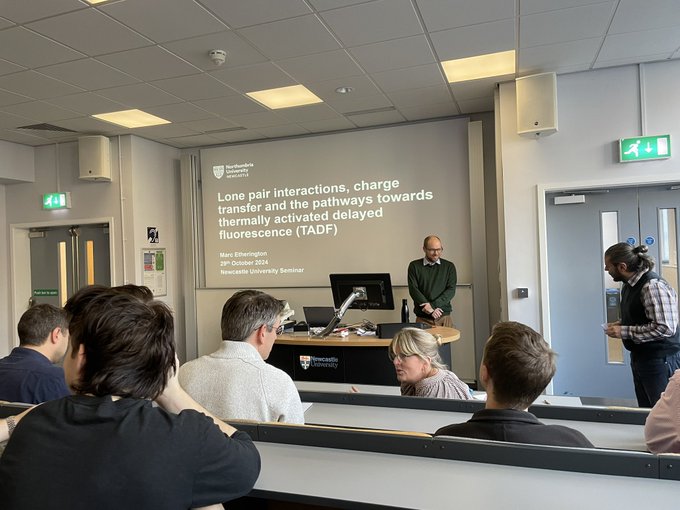 Northumbria
University
NEWCASTLE
Lone pair interactions, charge
transfer and the pathways towards
thermally activated delayed
fluorescence (TADF)
Marc Etherington
29th October 2024
Newcastle University Seminar
Newcastle
University